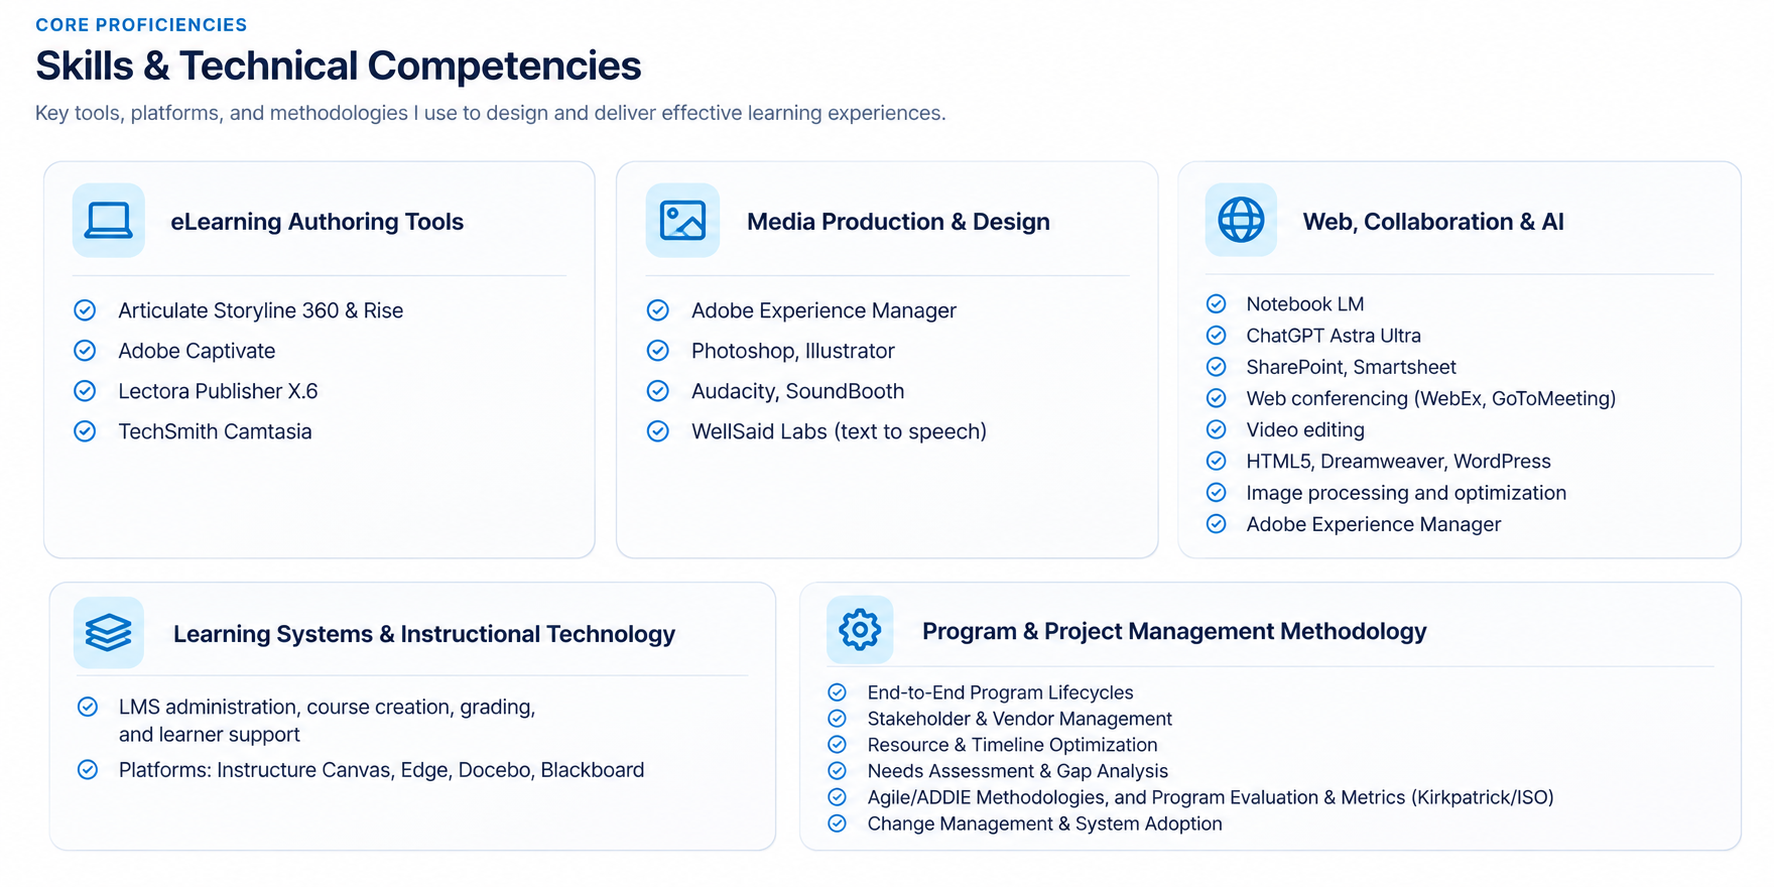 CORE PROFICIENCIES
Skills & Technical Competencies
Key tools, platforms, and methodologies I use to design and deliver effective learning experiences.
eLearning Authoring Tools
Articulate Storyline 360 & Rise
Adobe Captivate
Lectora Publisher X.6
TechSmith Camtasia
Media Production & Design
Adobe Experience Manager
Photoshop, Illustrator
Audacity, SoundBooth
WellSaid Labs (text to speech)
Web, Collaboration & AI
Notebook LM
ChatGPT Astra Ultra
SharePoint, Smartsheet
Web conferencing (WebEx, GoToMeeting)
Video editing
HTML5, Dreamweaver, WordPress
Image processing and optimization
Adobe Experience Manager
Learning Systems & Instructional Technology
LMS administration, course creation, grading,
and learner support
Platforms: Instructure Canvas, Edge, Docebo, Blackboard
Program & Project Management Methodology
End-to-End Program Lifecycles
Stakeholder & Vendor Management
Resource & Timeline Optimization
Needs Assessment & Gap Analysis
Agile/ADDIE Methodologies, and Program Evaluation & Metrics (Kirkpatrick/ISO)
Change Management & System Adoption